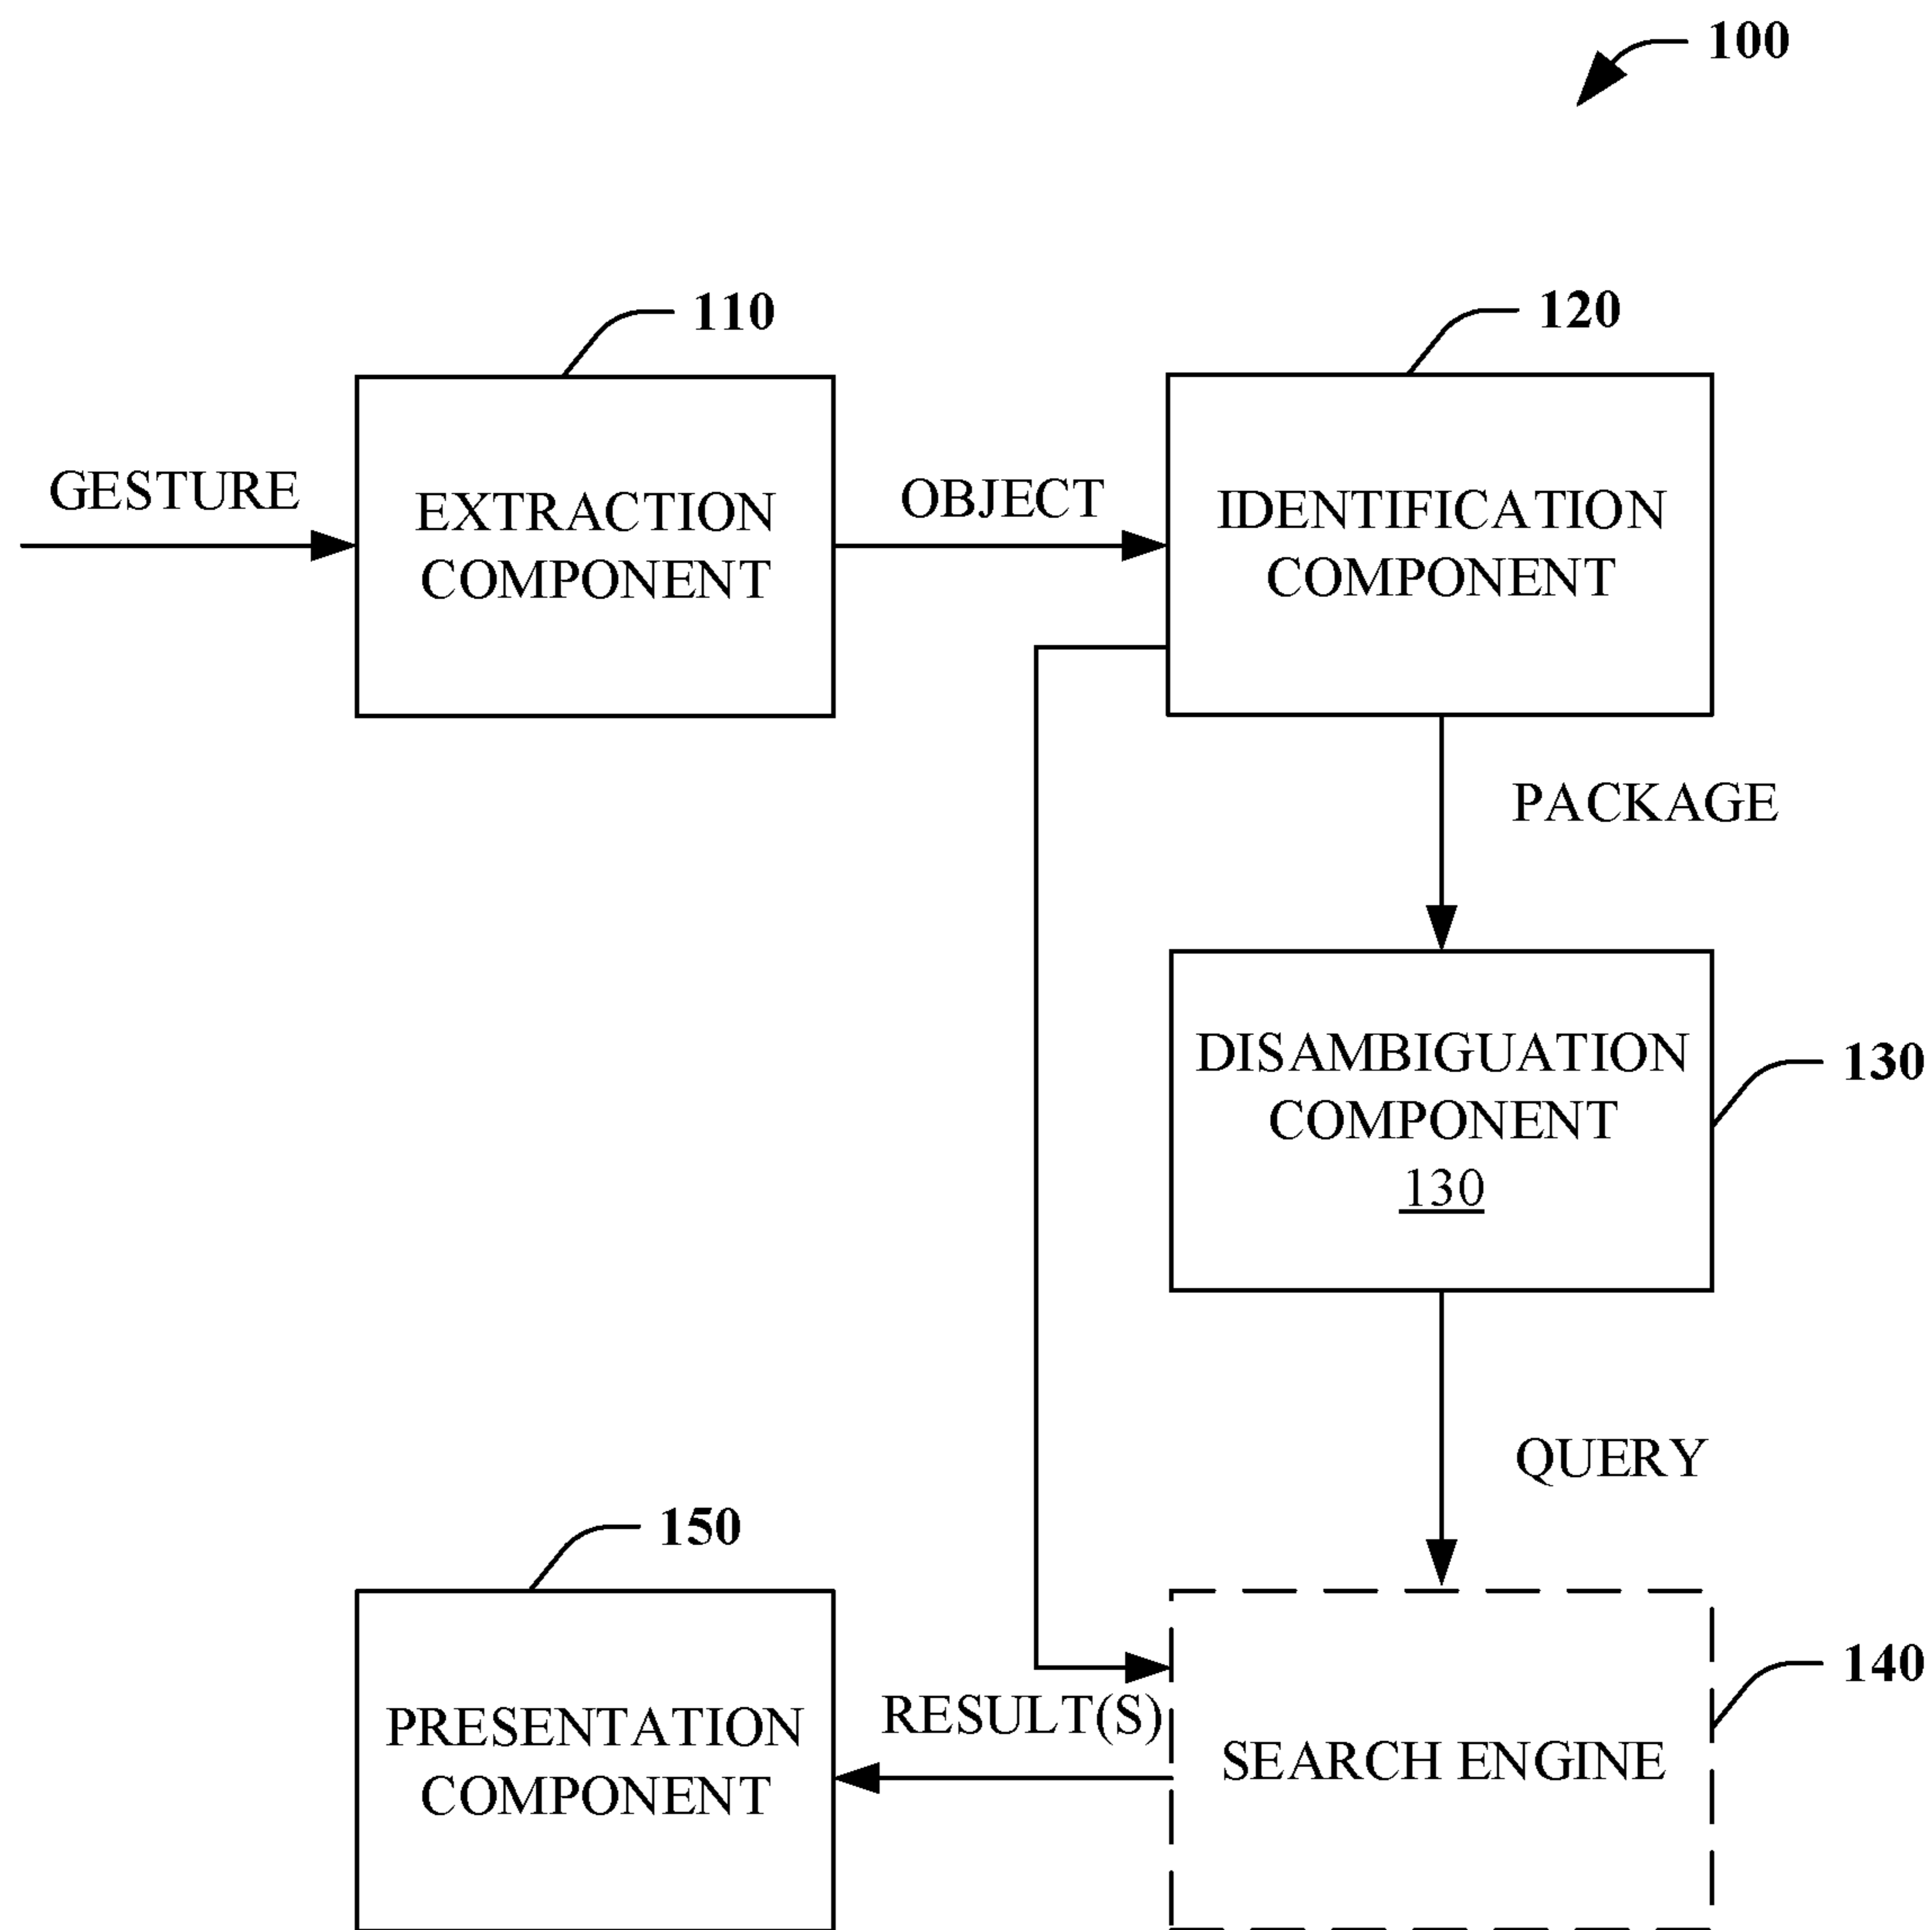 100
110
120
GESTURE
EXTRACTION
COMPONENT
OBJECT
IDENTIFICATION
COMPONENT
PACKAGE
DISAMBIGUATION
COMPONENT
130
130
QUERY
150
140
PRESENTATION
COMPONENT
RESULT(S)
SEARCH ENGINE